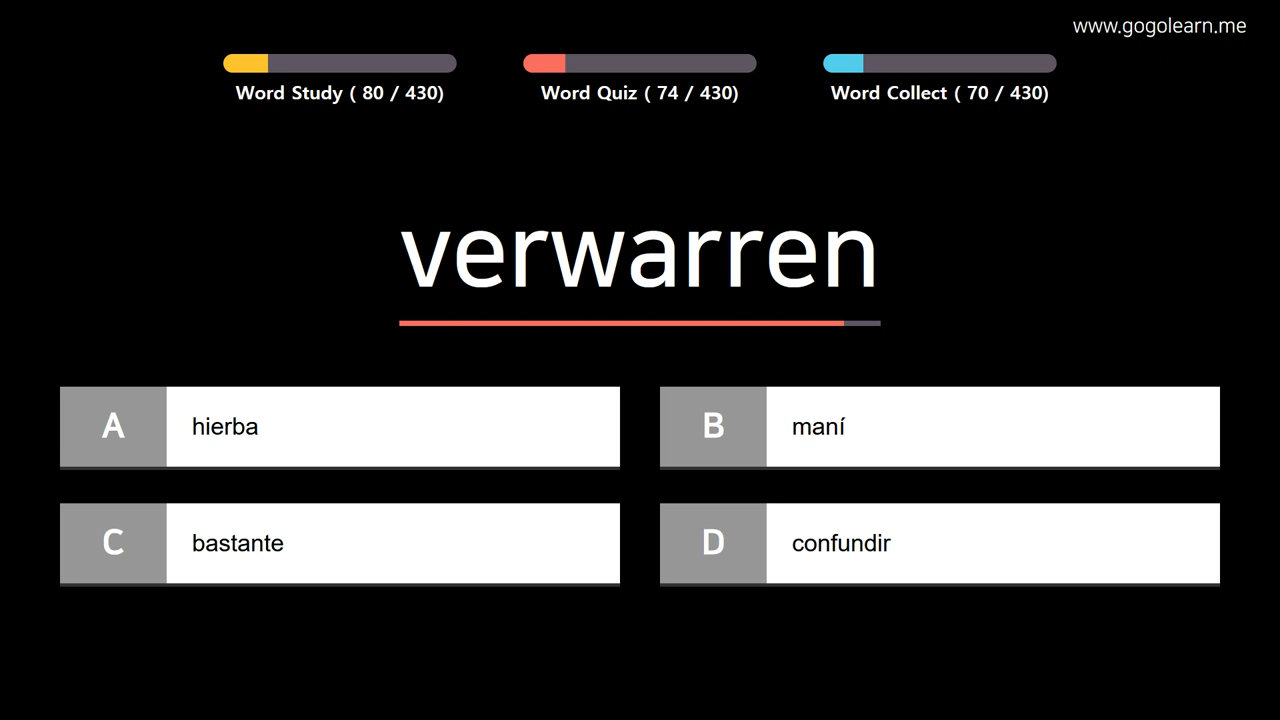 www.gogolearn.me
Word Study ( 80 / 430)
Word Quiz ( 74 / 430)
Word Collect ( 70 / 430)
verwarren
A hierba
B maní
C bastante
D confundir